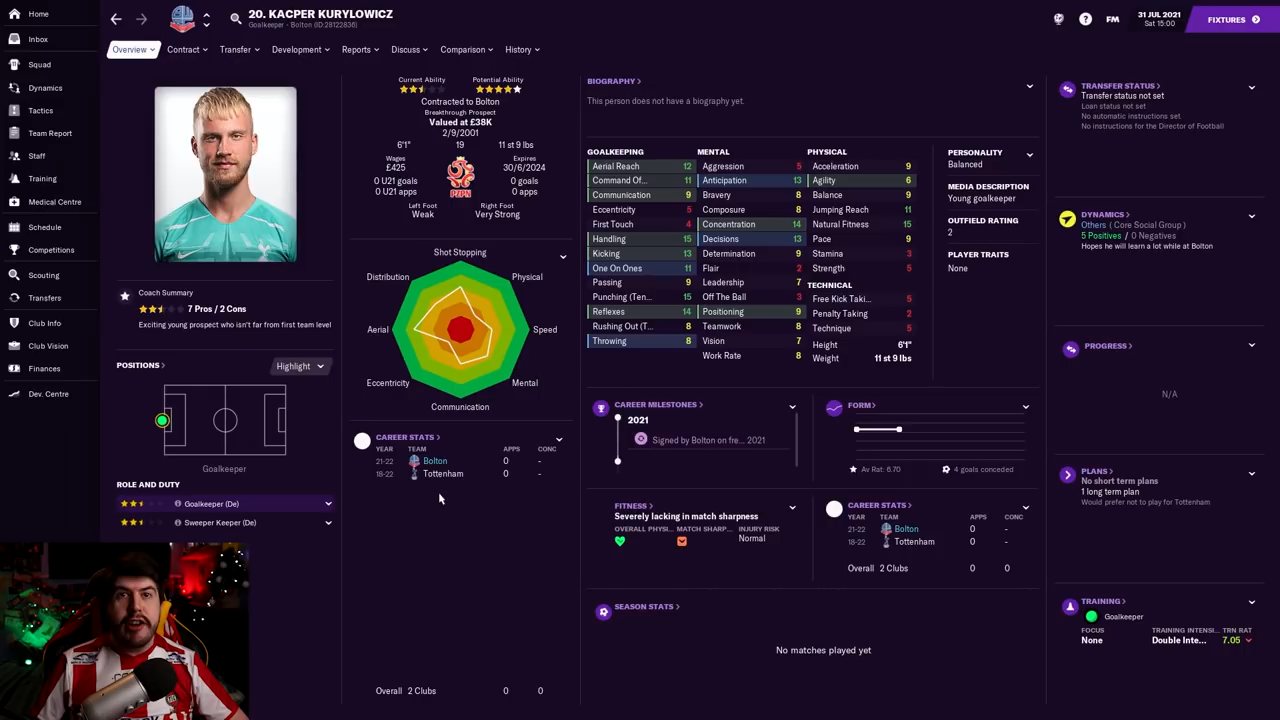 Home
Inbox
Squad
Dynamics
Tactics
Team Report
Staff
Training
Medical Centre
Schedule
Competitions
Scouting
Transfers
Club Info
Club Vision
Finances
Dev. Centre
20. KACPER KURYLOWICZ
Goalkeeper - Bolton (ID:28122836)
? FM
31 JUL 2021
Sat 15:00
FIXTURES
Overview Contract Transfer Development Reports Discuss Comparison History
Coach Summary
7 Pros / 2 Cons
Exciting young prospect who isn't far from first team level
POSITIONS
Highlight
Goalkeeper
ROLE AND DUTY
Goalkeeper (De)
Sweeper Keeper (De)
Current Ability Potential Ability
Contracted to Bolton
Breakthrough Prospect
Valued at £38K
2/9/2001
6'1" 19 11 st 9 lbs
Wages Expires
£425 30/6/2024
0 U21 goals 0 goals
0 U21 apps 0 apps
PZPN
Left Foot Right Foot
Weak Very Strong
Shot Stopping
Distribution Physical
Aerial Speed
Eccentricity Mental
Communication
CAREER STATS
YEAR TEAM APPS CONC
21-22 Bolton 0 -
18-22 Tottenham 0 -
Overall 2 Clubs 0 0
BIOGRAPHY
This person does not have a biography yet.
GOALKEEPING
Aerial Reach 12
Command Of... 11
Communication 9
Eccentricity 5
First Touch 4
Handling 15
Kicking 13
One On Ones 11
Passing 9
Punching (Ten... 15
Reflexes 14
Rushing Out (T... 8
Throwing 8
MENTAL
Aggression 5
Anticipation 13
Bravery 8
Composure 8
Concentration 14
Decisions 13
Determination 9
Flair 2
Leadership 7
Off The Ball 3
Positioning 9
Teamwork 8
Vision 7
Work Rate 8
PHYSICAL
Acceleration 9
Agility 6
Balance 9
Jumping Reach 11
Natural Fitness 15
Pace 9
Stamina 3
Strength 5
TECHNICAL
Free Kick Taki... 5
Penalty Taking 2
Technique 5
Height 6'1"
Weight 11 st 9 lbs
PERSONALITY
Balanced
MEDIA DESCRIPTION
Young goalkeeper
OUTFIELD RATING
2
PLAYER TRAITS
None
CAREER MILESTONES
2021
Signed by Bolton on fre... 2021
FORM
Av Rat: 6.70 4 goals conceded
FITNESS
Severely lacking in match sharpness
OVERALL PHYSI... MATCH SHARP... INJURY RISK
Normal
CAREER STATS
YEAR TEAM APPS CONC
21-22 Bolton 0 -
18-22 Tottenham 0 -
Overall 2 Clubs 0 0
SEASON STATS
No matches played yet
TRANSFER STATUS
Transfer status not set
Loan status not set
No automatic instructions set
No instructions for the Director of Football
DYNAMICS
Others ( Core Social Group )
5 Positives / 0 Negatives
Hopes he will learn a lot while at Bolton
PROGRESS
N/A
PLANS
No short term plans
1 long term plan
Would prefer not to play for Tottenham
TRAINING
Goalkeeper
FOCUS TRAINING INTENSI... TRN RAT
None Double Inte... 7.05